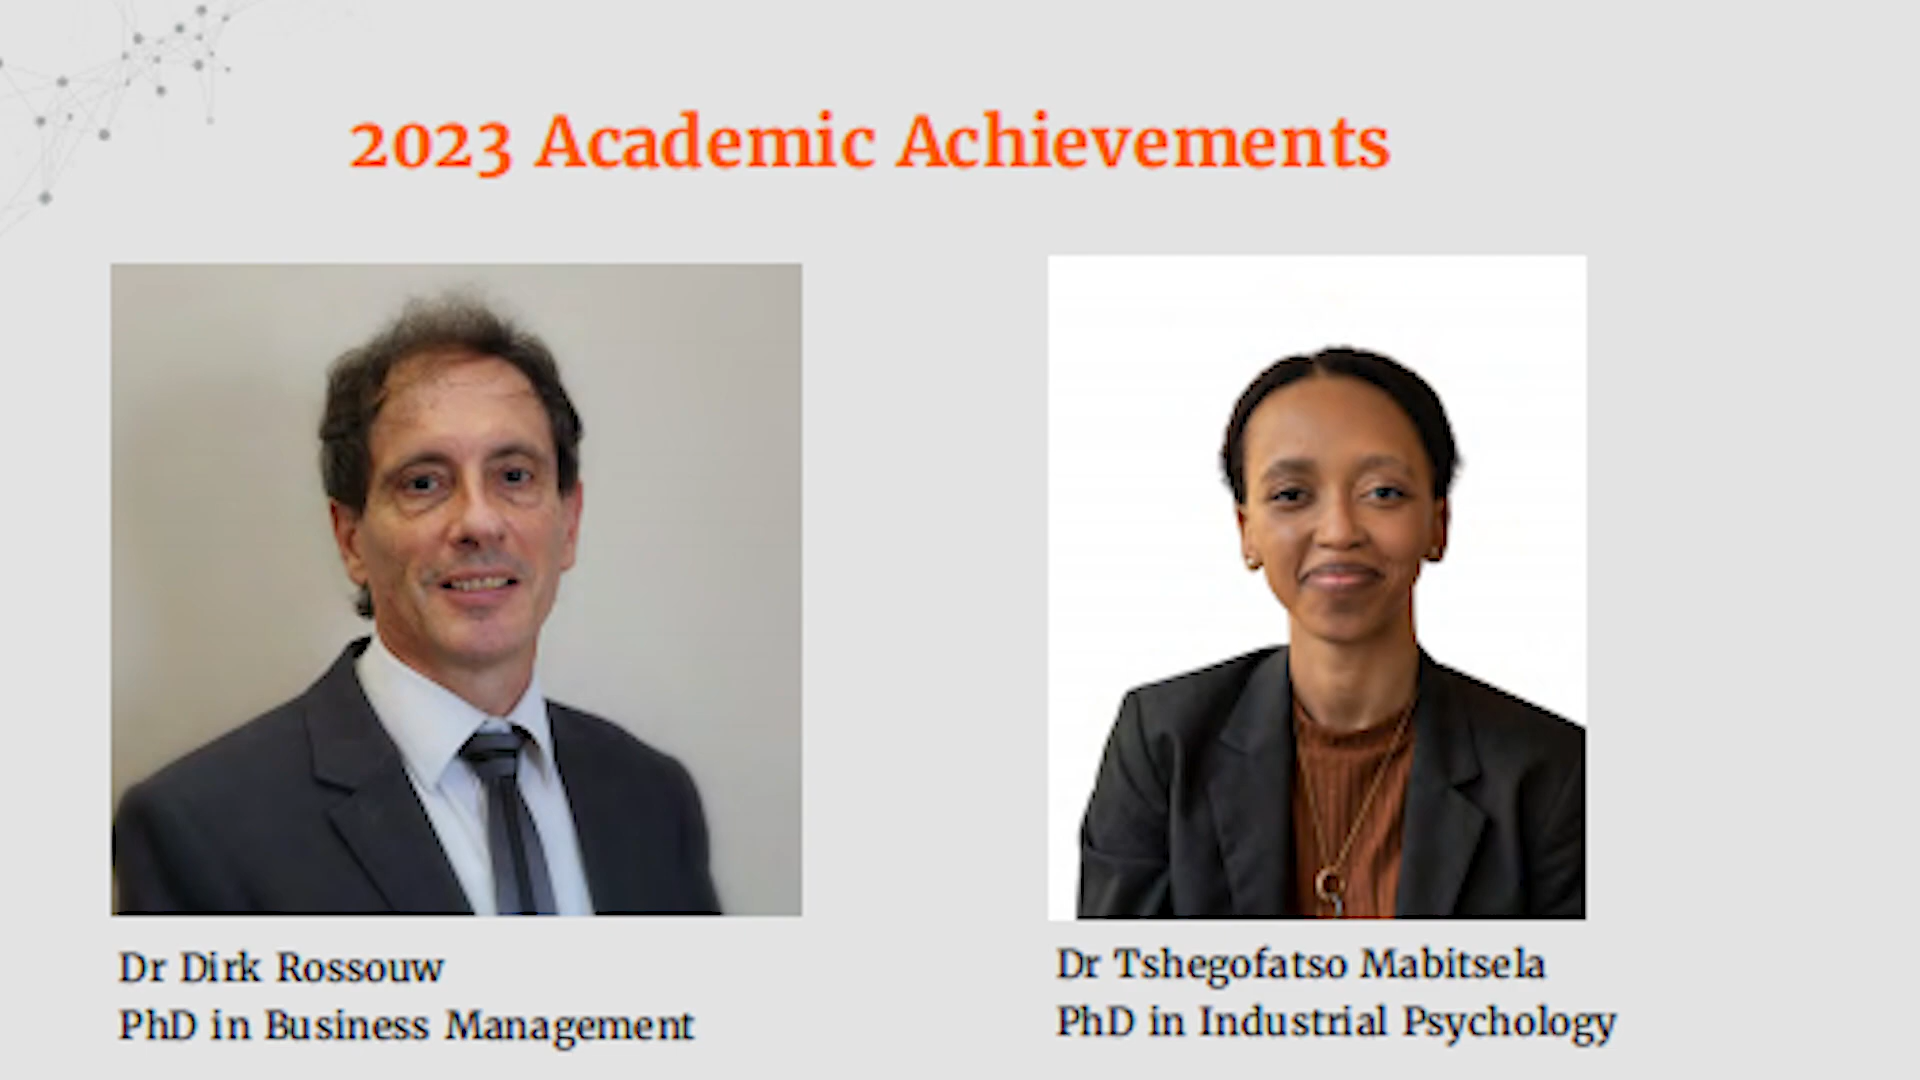 2023 Academic Achievements
Dr Dirk Rossouw
PhD in Business Management
Dr Tshegofatso Mabitsela
PhD in Industrial Psychology